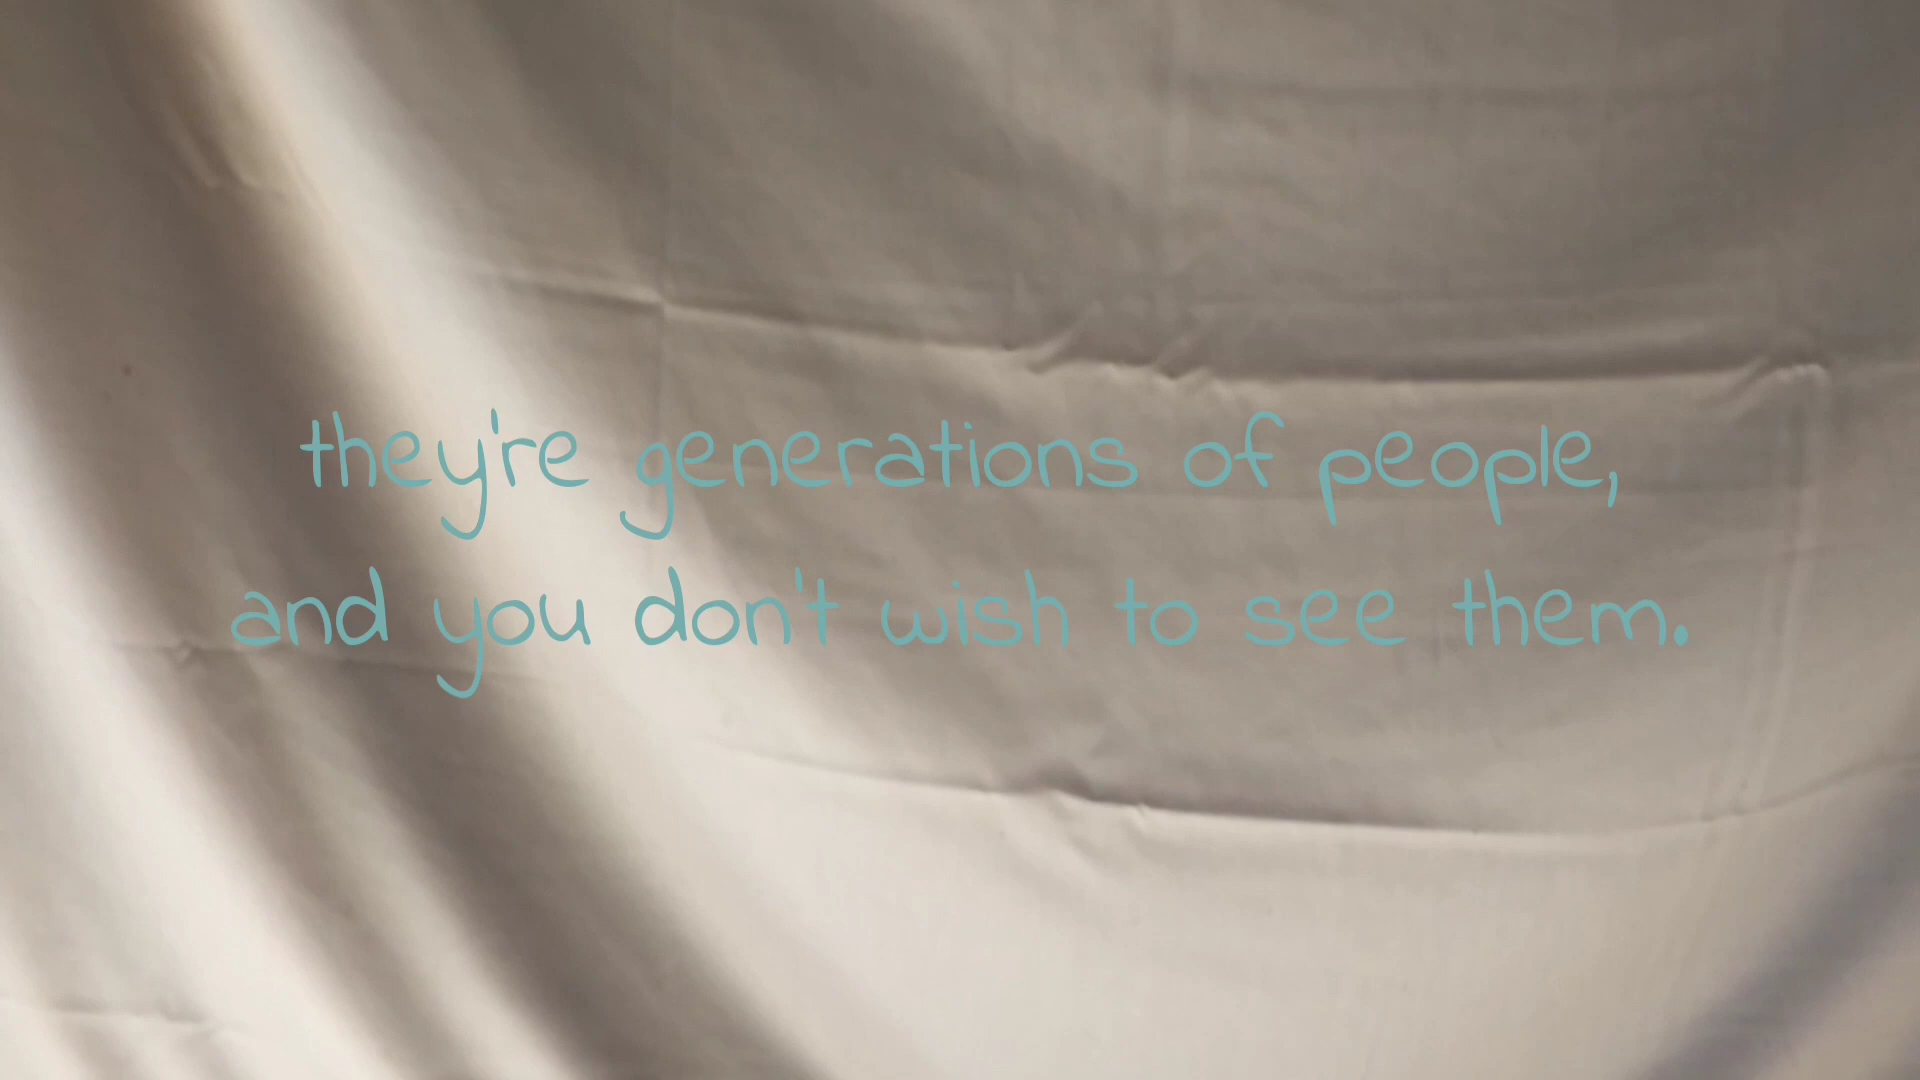 they're generations of people,
and you don't wish to see them.